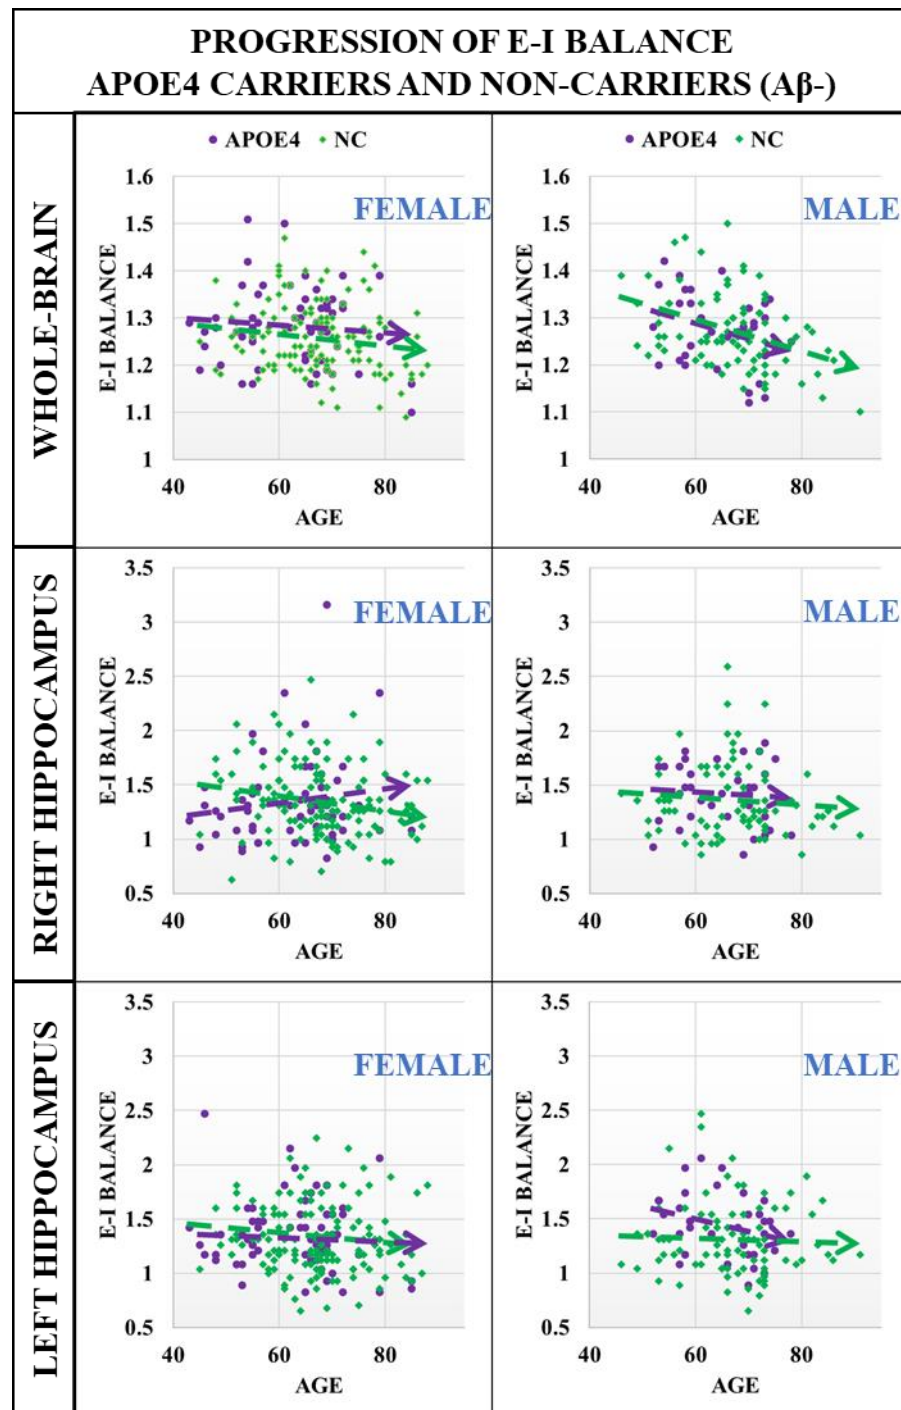 PROGRESSION OF E-I BALANCE
APOE4 CARRIERS AND NON-CARRIERS (Aβ-)
WHOLE-BRAIN
APOE4 NC
FEMALE
E-I BALANCE
1.6
1.5
1.4
1.3
1.2
1.1
1
40 60 80
AGE
APOE4 NC
MALE
E-I BALANCE
1.6
1.5
1.4
1.3
1.2
1.1
1
40 60 80
AGE
RIGHT HIPPOCAMPUS
FEMALE
E-I BALANCE
3.5
3
2.5
2
1.5
1
0.5
40 60 80
AGE
MALE
E-I BALANCE
3.5
3
2.5
2
1.5
1
0.5
40 60 80
AGE
LEFT HIPPOCAMPUS
FEMALE
E-I BALANCE
3.5
3
2.5
2
1.5
1
0.5
40 60 80
AGE
MALE
E-I BALANCE
3.5
3
2.5
2
1.5
1
0.5
40 60 80
AGE